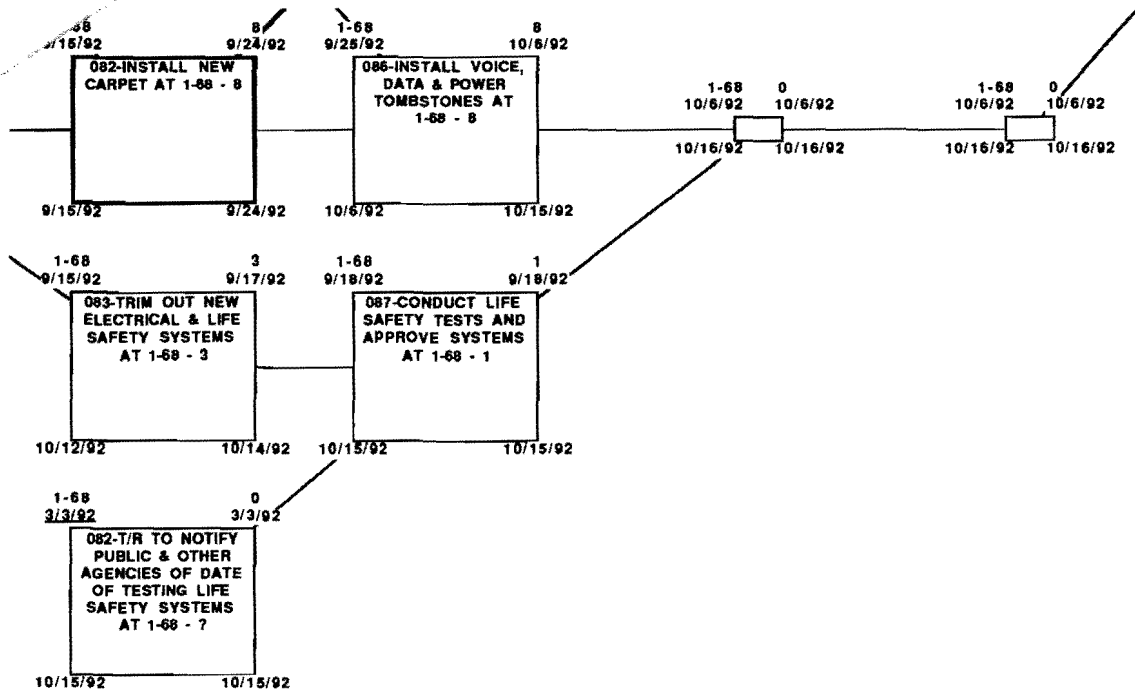 8
1-68 8
9/24/92 9/25/92 10/6/92
082-INSTALL NEW
CARPET AT 1-68 - 8
086-INSTALL VOICE,
DATA & POWER
TOMBSTONES AT
1-68 - 8
1-68 0
10/6/92 10/6/92
10/16/92 10/16/92
1-68 0
10/6/92 10/6/92
10/16/92 10/16/92
9/15/92 9/24/92 10/6/92 10/15/92
1-68 3 1-68 1
9/15/92 9/17/92 9/18/92 9/18/92
083-TRIM OUT NEW
ELECTRICAL & LIFE
SAFETY SYSTEMS
AT 1-68 - 3
087-CONDUCT LIFE
SAFETY TESTS AND
APPROVE SYSTEMS
AT 1-68 - 1
10/12/92 10/14/92 10/15/92 10/15/92
1-68 0
3/3/92 3/3/92
082-T/R TO NOTIFY
PUBLIC & OTHER
AGENCIES OF DATE
OF TESTING LIFE
SAFETY SYSTEMS
AT 1-68 - ?
10/15/92 10/15/92